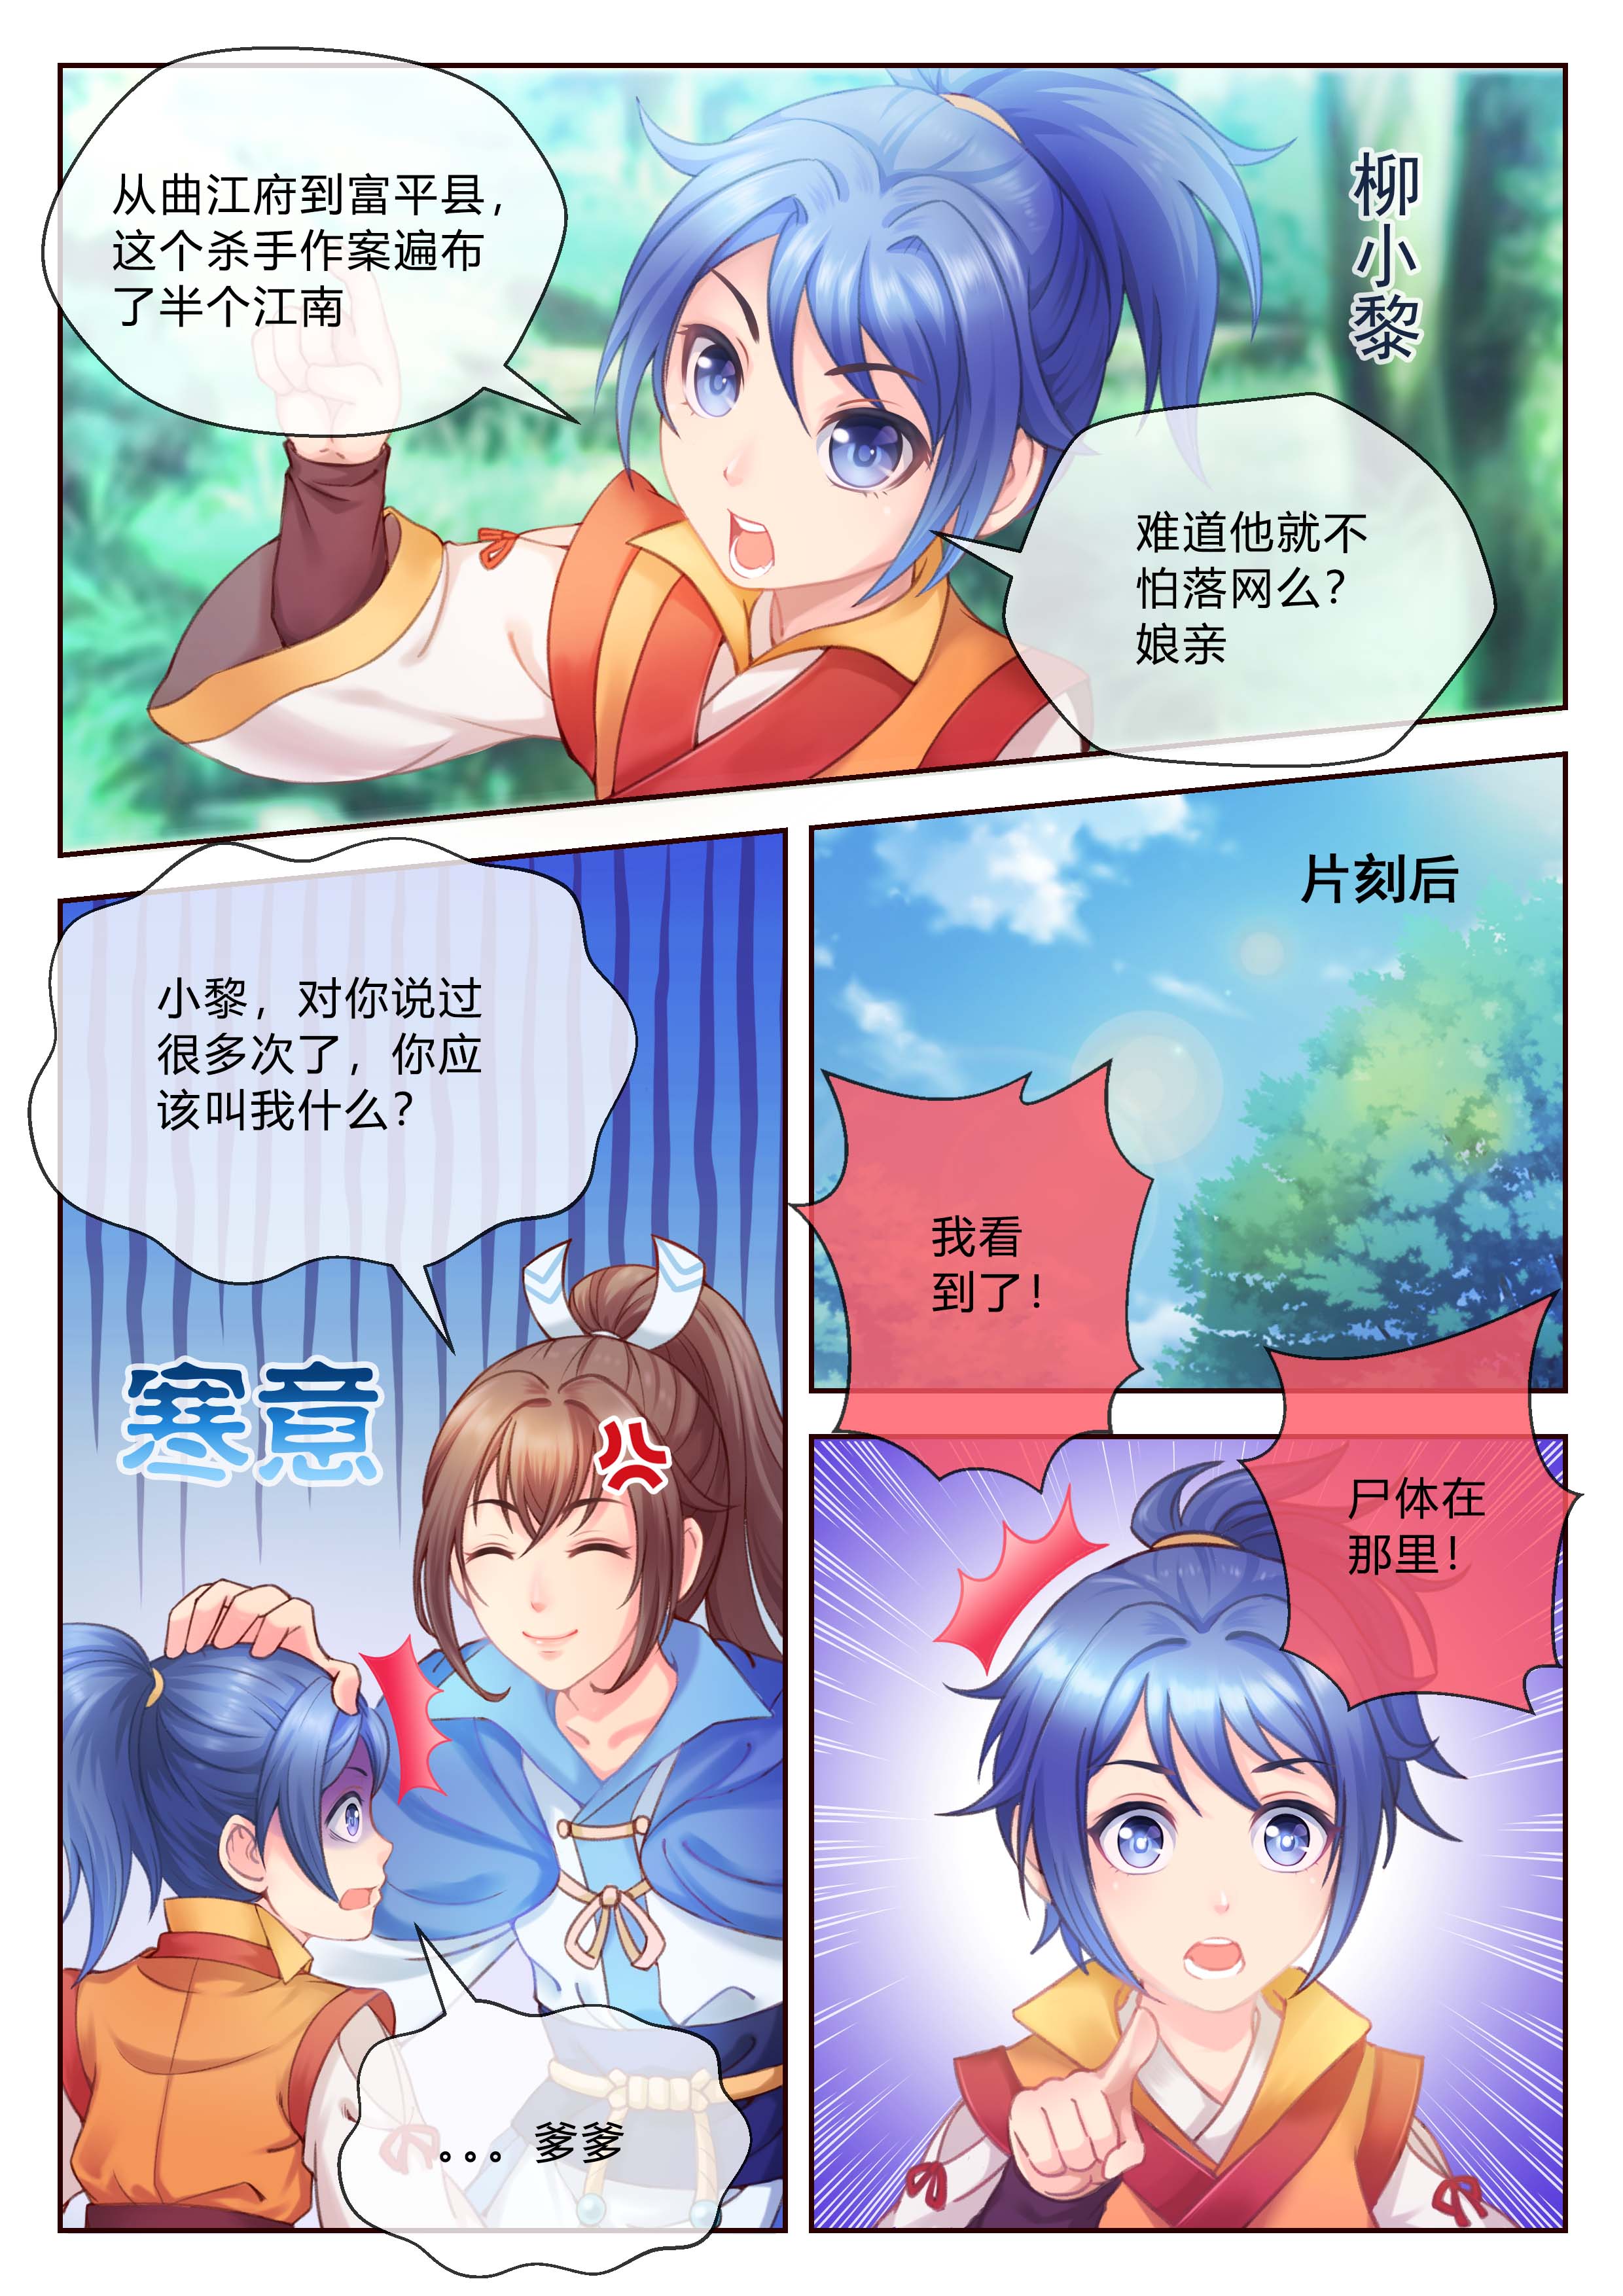 从曲江府到富平县，
这个杀手作案遍布
了半个江南
柳小黎
难道他就不
怕落网么？
娘亲
小黎，对你说过
很多次了，你应
该叫我什么？
寒意
。。。爹爹
片刻后
我看
到了！
尸体在
那里！